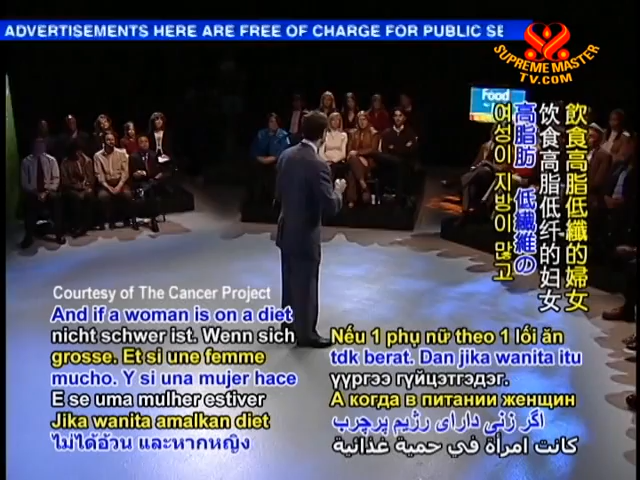 ADVERTISEMENTS HERE ARE FREE OF CHARGE FOR PUBLIC SE
SUPREME MASTER
TV.COM
Food
飲食高脂低纖的婦女
饮食高脂低纤的妇女
高脂肪 低繊維の
여성이 지방이 많고
Courtesy of The Cancer Project
And if a woman is on a diet
nicht schwer ist. Wenn sich
grosse. Et si une femme
mucho. Y si una mujer hace
E se uma mulher estiver
Jika wanita amalkan diet
ไม่ได้อ้วน และหากหญิง
Nếu 1 phụ nữ theo 1 lối ăn
tdk berat. Dan jika wanita itu
үүргээ гүйцэтгэдэг.
А когда в питании женщин
اگر زنی دارای رژیم پرچرب
كانت امرأة في حمية غذائية